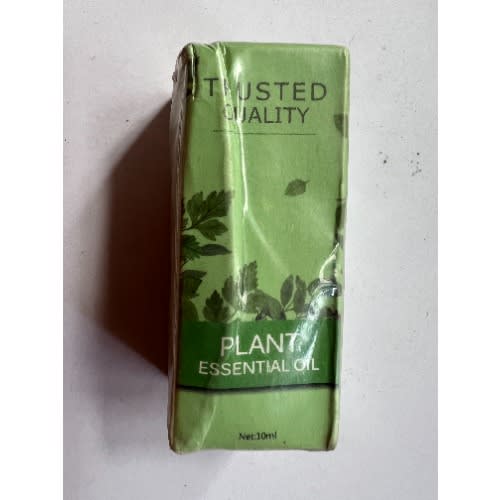 TRUSTED
QUALITY
PLANT
ESSENTIAL OIL
Net:10ml